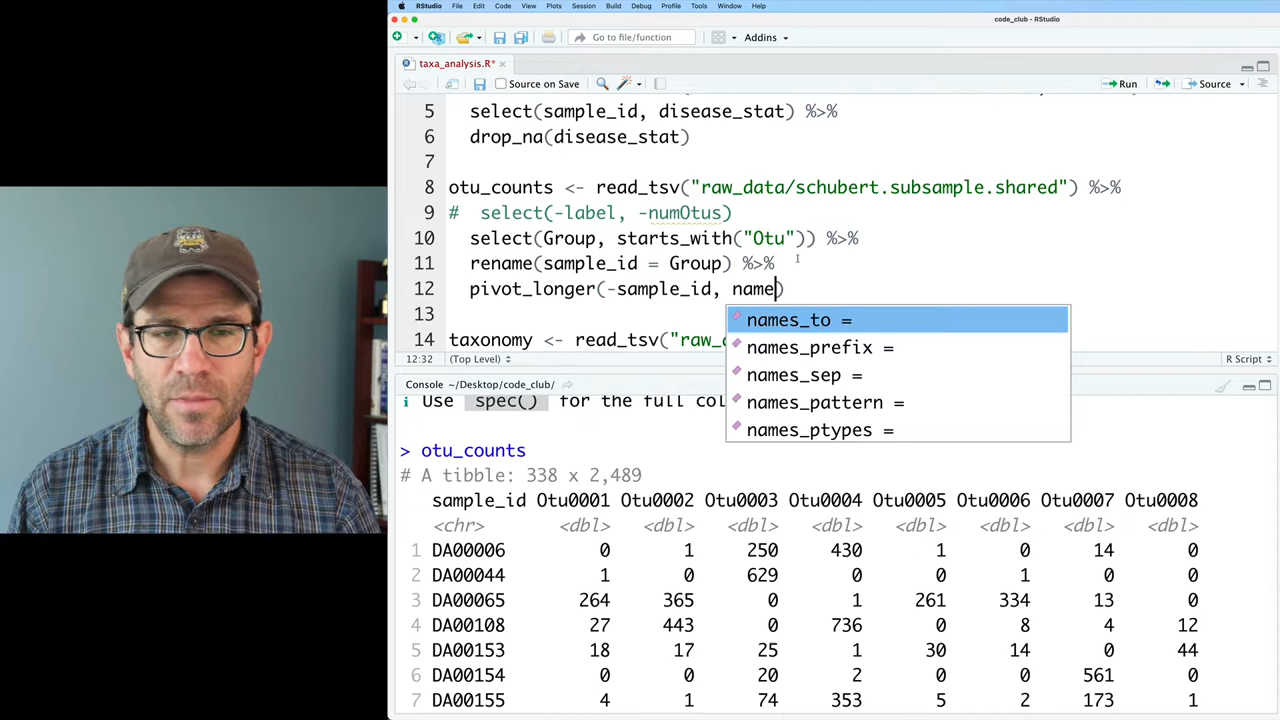 RStudio File Edit Code View Plots Session Build Debug Profile Tools Window Help
code_club - RStudio
Go to file/function Addins
taxa_analysis.R*
Source on Save Run Source
5 select(sample_id, disease_stat) %>%
6 drop_na(disease_stat)
7
8 otu_counts <- read_tsv("raw_data/schubert.subsample.shared") %>%
9 # select(-label, -numOtus)
10 select(Group, starts_with("Otu")) %>%
11 rename(sample_id = Group) %>%
12 pivot_longer(-sample_id, name)
names_to =
13
names_prefix =
14 taxonomy <- read_tsv("raw_
12:32 (Top Level) R Script
names_sep =
Console ~/Desktop/code_club/
names_pattern =
i Use spec() for the full col
names_ptypes =
> otu_counts
# A tibble: 338 x 2,489
sample_id Otu0001 Otu0002 Otu0003 Otu0004 Otu0005 Otu0006 Otu0007 Otu0008
<chr> <dbl> <dbl> <dbl> <dbl> <dbl> <dbl> <dbl> <dbl>
1 DA00006 0 1 250 430 1 0 14 0
2 DA00044 1 0 629 0 0 1 0 0
3 DA00065 264 365 0 1 261 334 13 0
4 DA00108 27 443 0 736 0 8 4 12
5 DA00153 18 17 25 1 30 14 0 44
6 DA00154 0 0 20 2 0 0 561 0
7 DA00155 4 1 74 353 5 2 173 1